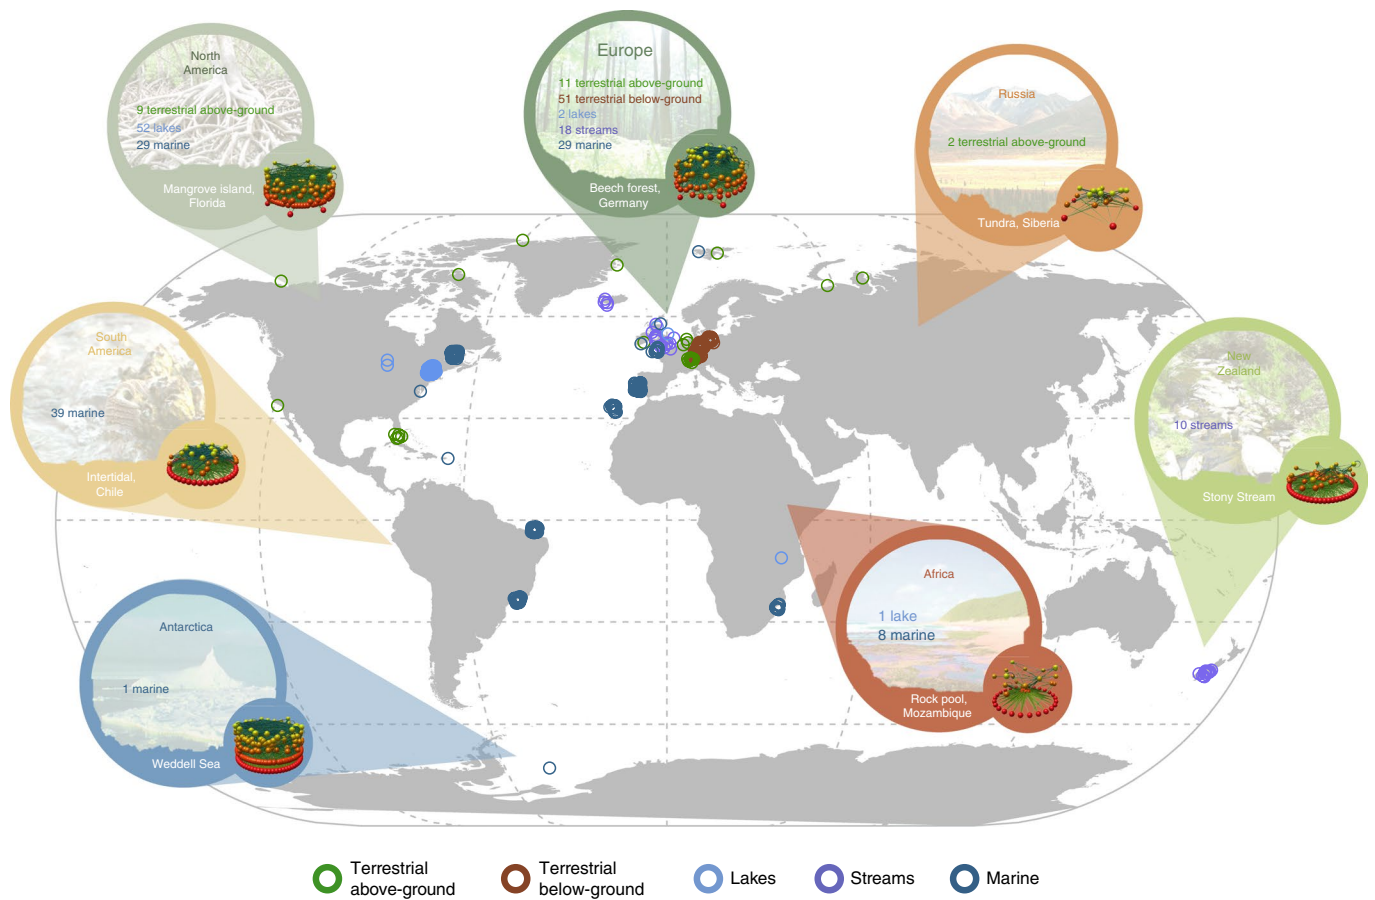 North
America
9 terrestrial above-ground
52 lakes
29 marine
Mangrove island,
Florida
Europe
11 terrestrial above-ground
51 terrestrial below-ground
2 lakes
18 streams
29 marine
Beech forest,
Germany
Russia
2 terrestrial above-ground
Tundra, Siberia
South
America
39 marine
Intertidal,
Chile
New
Zealand
10 streams
Stony Stream
Antarctica
1 marine
Weddell Sea
Africa
1 lake
8 marine
Rock pool,
Mozambique
Terrestrial
above-ground
Terrestrial
below-ground
Lakes
Streams
Marine